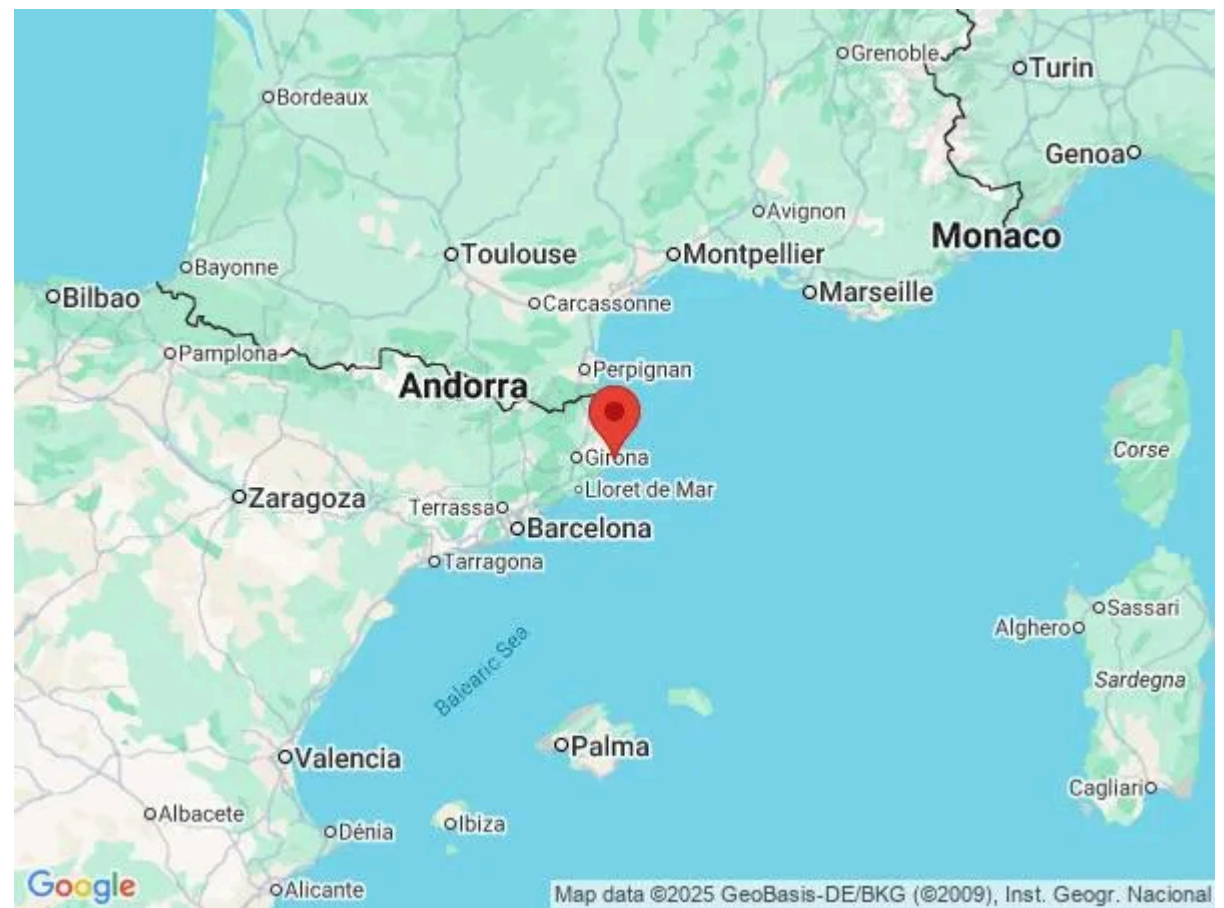 Grenoble
Turin
Bordeaux
Genoa
Avignon
Monaco
Toulouse
Montpellier
Bayonne
Marseille
Bilbao
Carcassonne
Pamplona
Perpignan
Andorra
Corse
Girona
Lloret de Mar
Zaragoza
Terrassa
Barcelona
Tarragona
Sassari
Alghero
Balearic Sea
Sardegna
Palma
Valencia
Cagliari
Albacete
Ibiza
Dénia
Google
Alicante
Map data ©2025 GeoBasis-DE/BKG (©2009), Inst. Geogr. Nacional